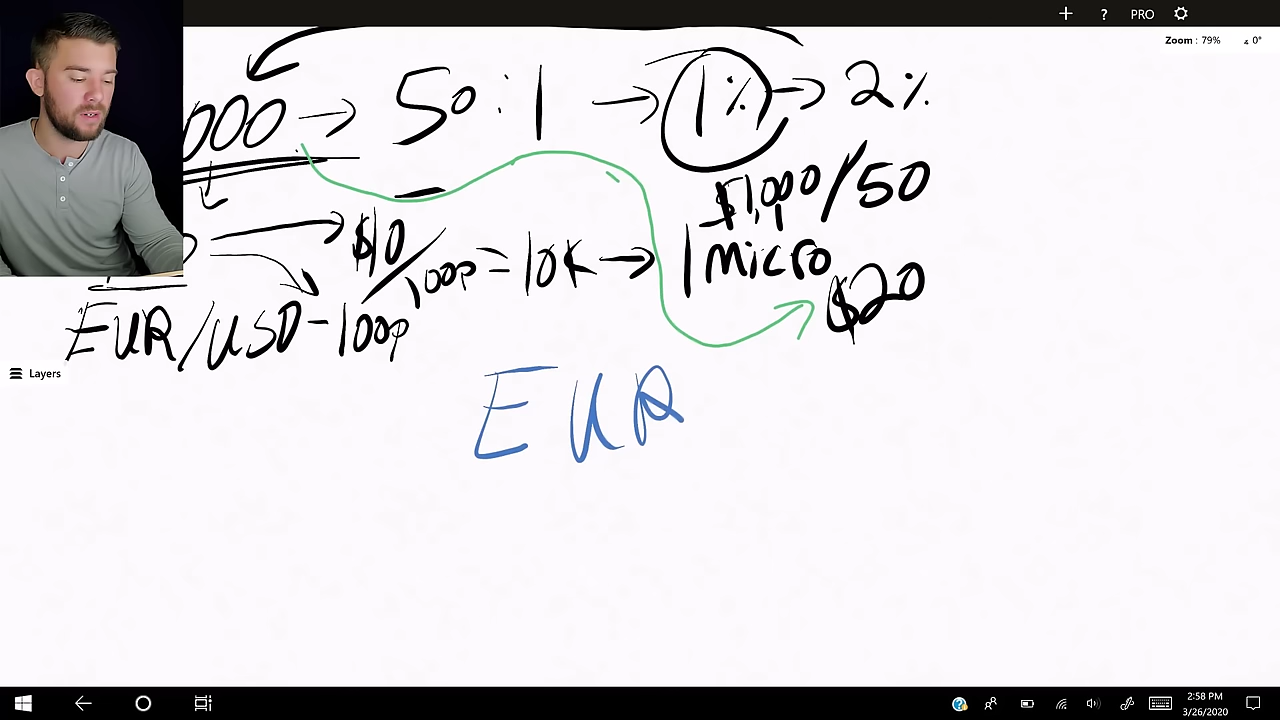 ? PRO
Zoom : 79% 0°
000 → 50:1 → 1% → 2%
$1,000/50
→ $10/100p = 10K → 1 micro
$20
EUR/USD - 100p
Layers
EUR
2:58 PM
3/26/2020